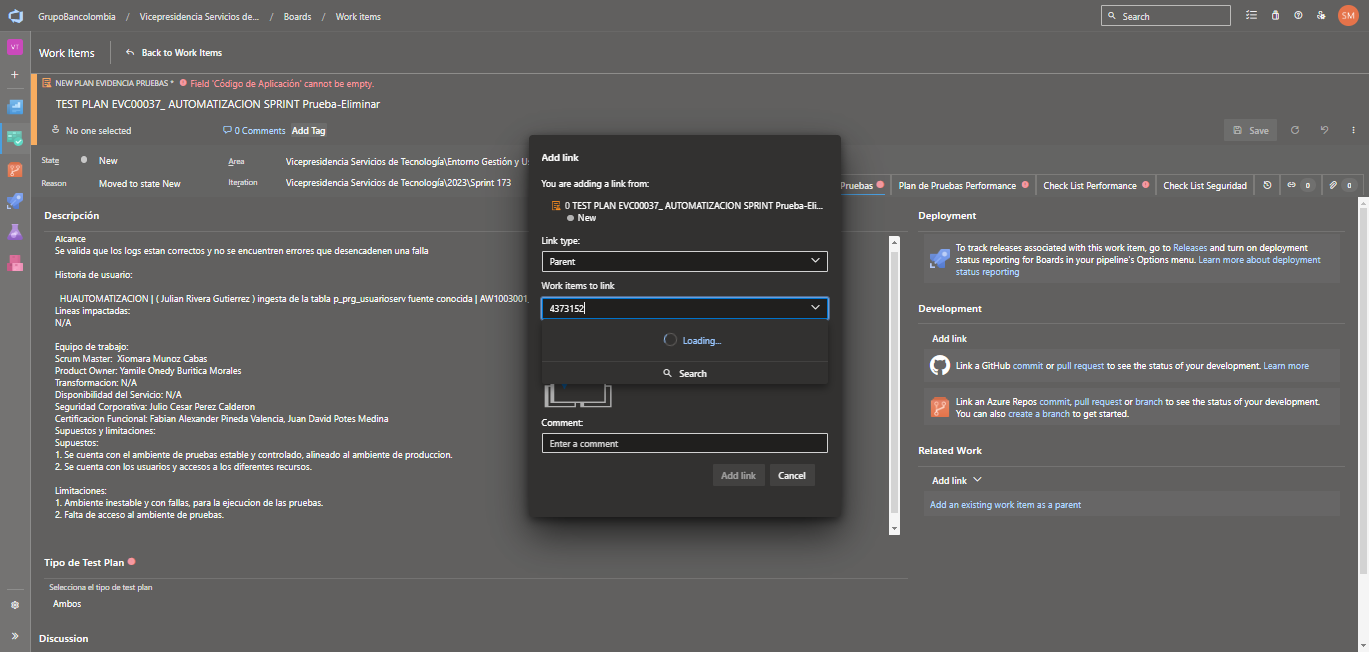 GrupoBancolombia / Vicepresidencia Servicios de... / Boards / Work items
Search
SM
VT
Work Items
Back to Work Items
NEW PLAN EVIDENCIA PRUEBAS * Field 'Código de Aplicación' cannot be empty.
TEST PLAN EVC00037_ AUTOMATIZACION SPRINT Prueba-Eliminar
No one selected
0 Comments
Add Tag
Save
State
New
Area
Vicepresidencia Servicios de Tecnología\Entorno Gestión y Us
Reason
Moved to state New
Iteration
Vicepresidencia Servicios de Tecnología\2023\Sprint 173
Pruebas
Plan de Pruebas Performance
Check List Performance
Check List Seguridad
0
0
Descripción
Alcance
Se valida que los logs estan correctos y no se encuentren errores que desencadenen una falla
Historia de usuario:
HUAUTOMATIZACION | ( Julian Rivera Gutierrez ) ingesta de la tabla p_prg_usuarioserv fuente conocida | AW1003001_
Lineas impactadas:
N/A
Equipo de trabajo:
Scrum Master: Xiomara Munoz Cabas
Product Owner: Yamile Onedy Buritica Morales
Transformacion: N/A
Disponibilidad del Servicio: N/A
Seguridad Corporativa: Julio Cesar Perez Calderon
Certificacion Funcional: Fabian Alexander Pineda Valencia, Juan David Potes Medina
Supuestos y limitaciones:
Supuestos:
1. Se cuenta con el ambiente de pruebas estable y controlado, alineado al ambiente de produccion.
2. Se cuenta con los usuarios y accesos a los diferentes recursos.
Limitaciones:
1. Ambiente inestable y con fallas, para la ejecucion de las pruebas.
2. Falta de acceso al ambiente de pruebas.
Tipo de Test Plan
Selecciona el tipo de test plan
Ambos
Discussion
Add link
You are adding a link from:
0 TEST PLAN EVC00037_ AUTOMATIZACION SPRINT Prueba-Eli...
New
Link type:
Parent
Work items to link
4373152
Loading...
Search
Comment:
Enter a comment
Add link
Cancel
Deployment
To track releases associated with this work item, go to Releases and turn on deployment
status reporting for Boards in your pipeline's Options menu. Learn more about deployment
status reporting
Development
Add link
Link a GitHub commit or pull request to see the status of your development. Learn more
Link an Azure Repos commit, pull request or branch to see the status of your development.
You can also create a branch to get started.
Related Work
Add link
Add an existing work item as a parent